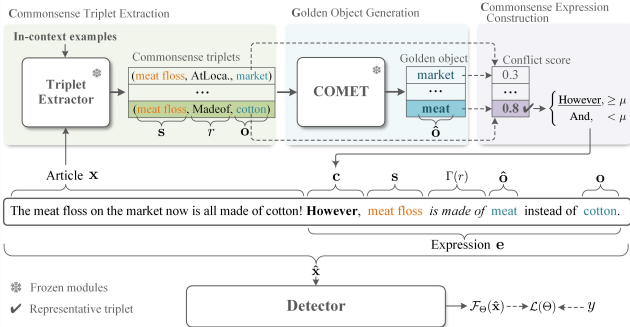 Commonsense Triplet Extraction
Golden Object Generation
Commonsense Expression
Construction
In-context examples
Commonsense triplets
Golden object
Conflict score
Triplet
Extractor
(meat floss, AtLoca., market)
...
(meat floss, Madeof, cotton)
s r o
COMET
market
...
meat
ô
0.3
...
0.8 ✔
However, ≥ μ
And, < μ
Article x
c s Γ(r) ô o
The meat floss on the market now is all made of cotton! However, meat floss is made of meat instead of cotton.
Expression e
x̂
❄ Frozen modules
✔ Representative triplet
Detector
F_Θ(x̂) L(Θ) y